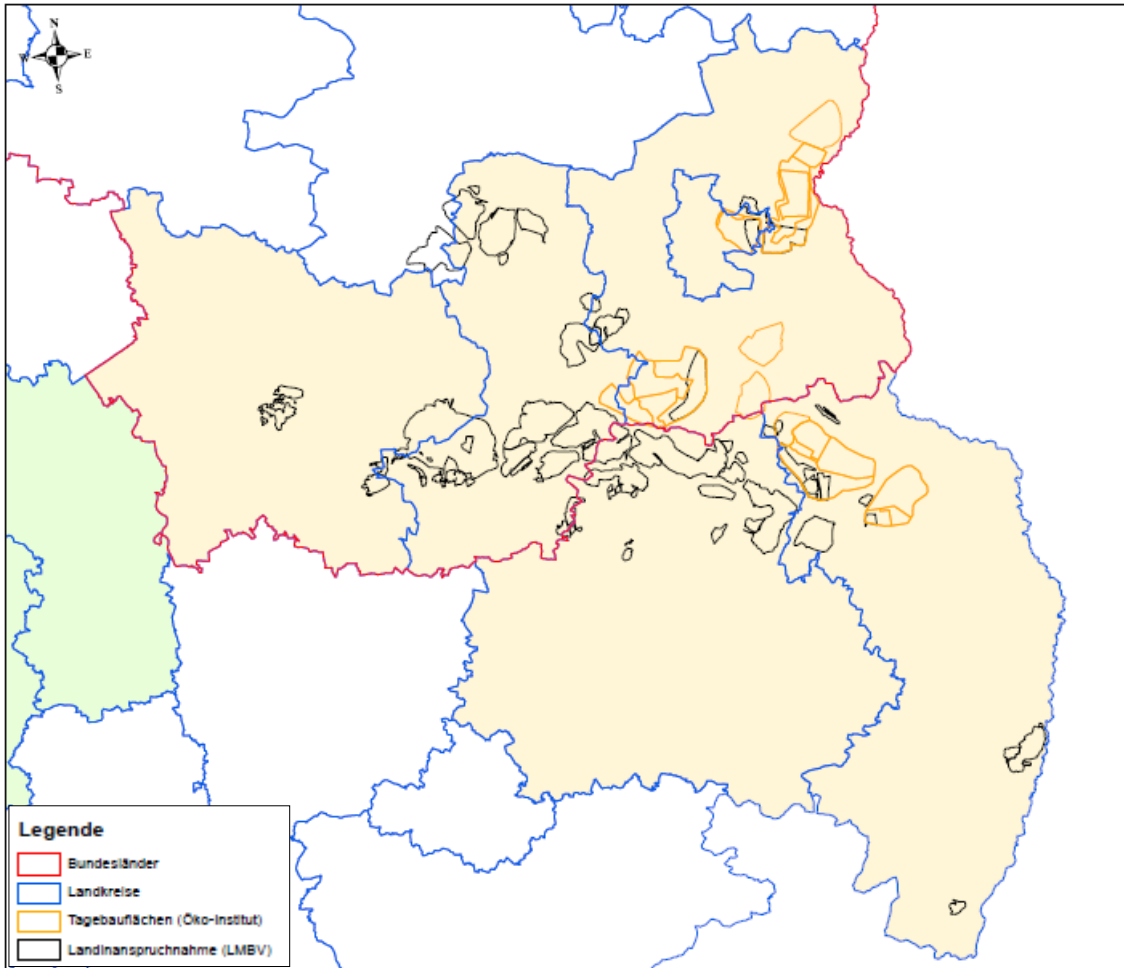 N
W E
S
Legende
Bundesländer
Landkreise
Tagebauflächen (Öko-Institut)
Landinanspruchnahme (LMBV)